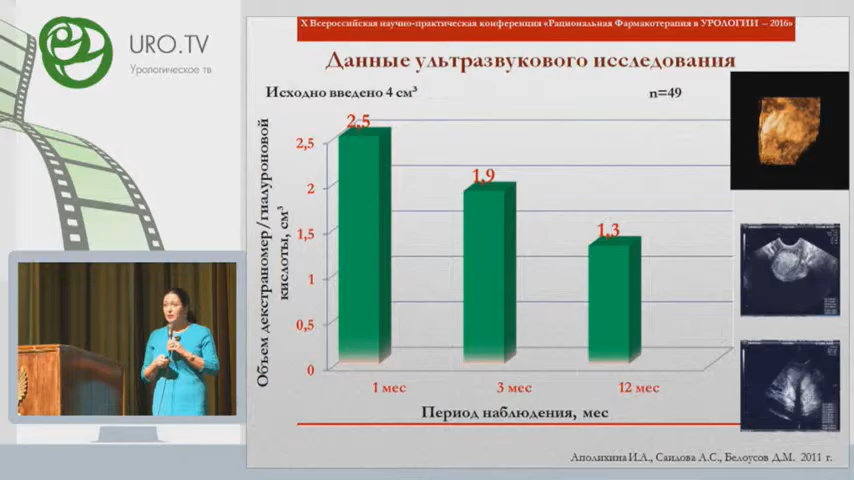 URO.TV
Урологическое тв
X Всероссийская научно-практическая конференция «Рациональная Фармакотерапия в УРОЛОГИИ – 2016»
Данные ультразвукового исследования
Исходно введено 4 см³
n=49
Объем декстраномер/гиалуроновой
кислоты, см³
2,5
2
1,5
1
0,5
0
2,5
1,9
1,3
1 мес
3 мес
12 мес
Период наблюдения, мес
Аполихина И.А., Саидова А.С., Белоусов Д.М. 2011 г.